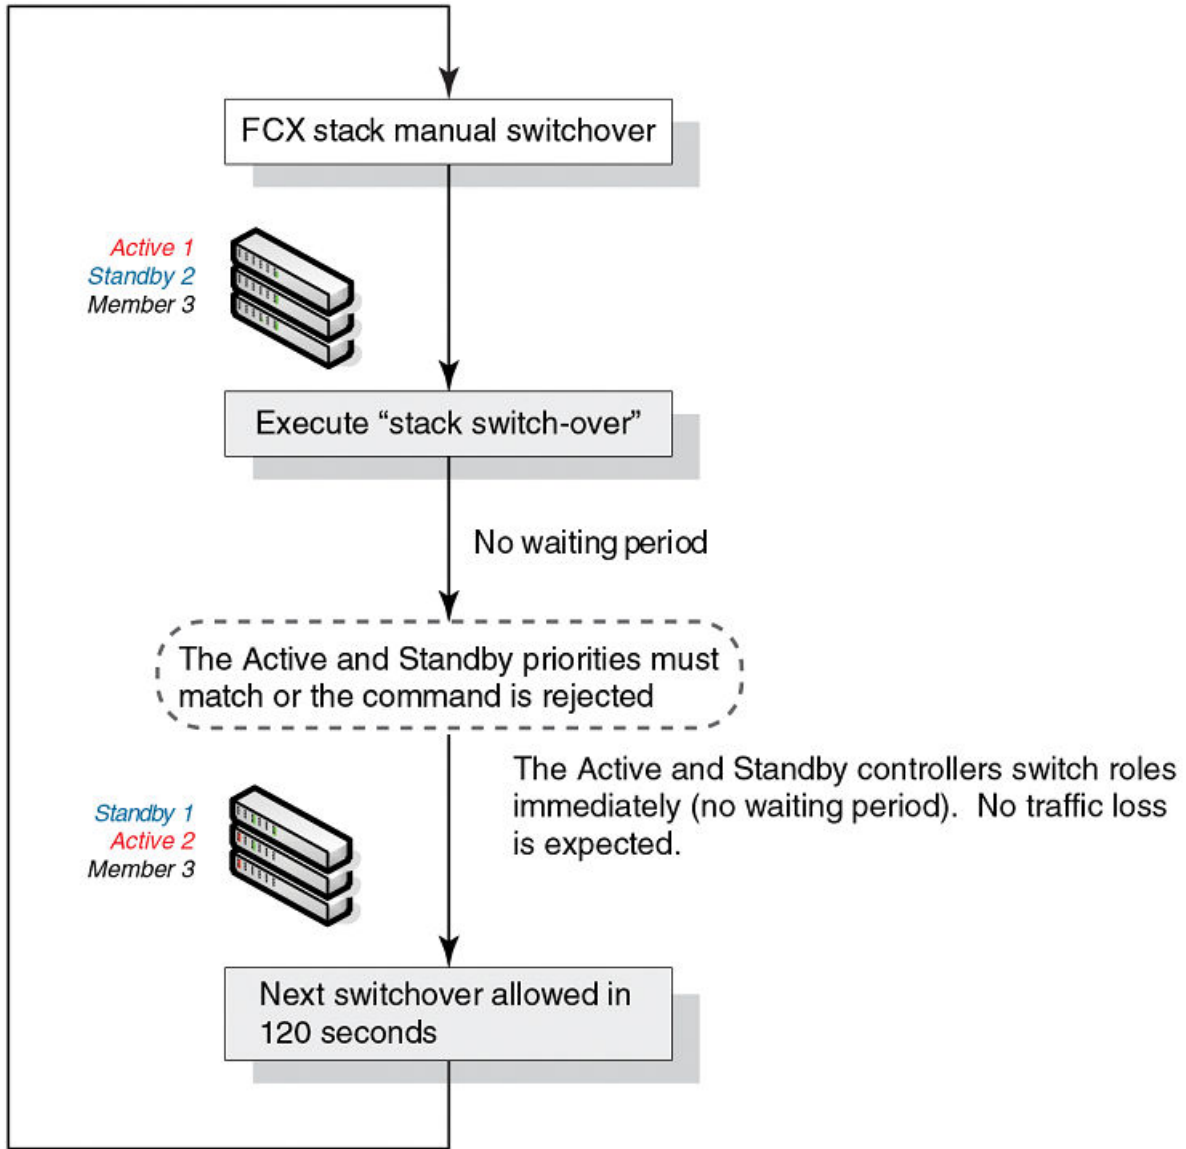 FCX stack manual switchover
Active 1
Standby 2
Member 3
Execute “stack switch-over”
No waiting period
The Active and Standby priorities must
match or the command is rejected
The Active and Standby controllers switch roles
immediately (no waiting period).  No traffic loss
is expected.
Standby 1
Active 2
Member 3
Next switchover allowed in
120 seconds